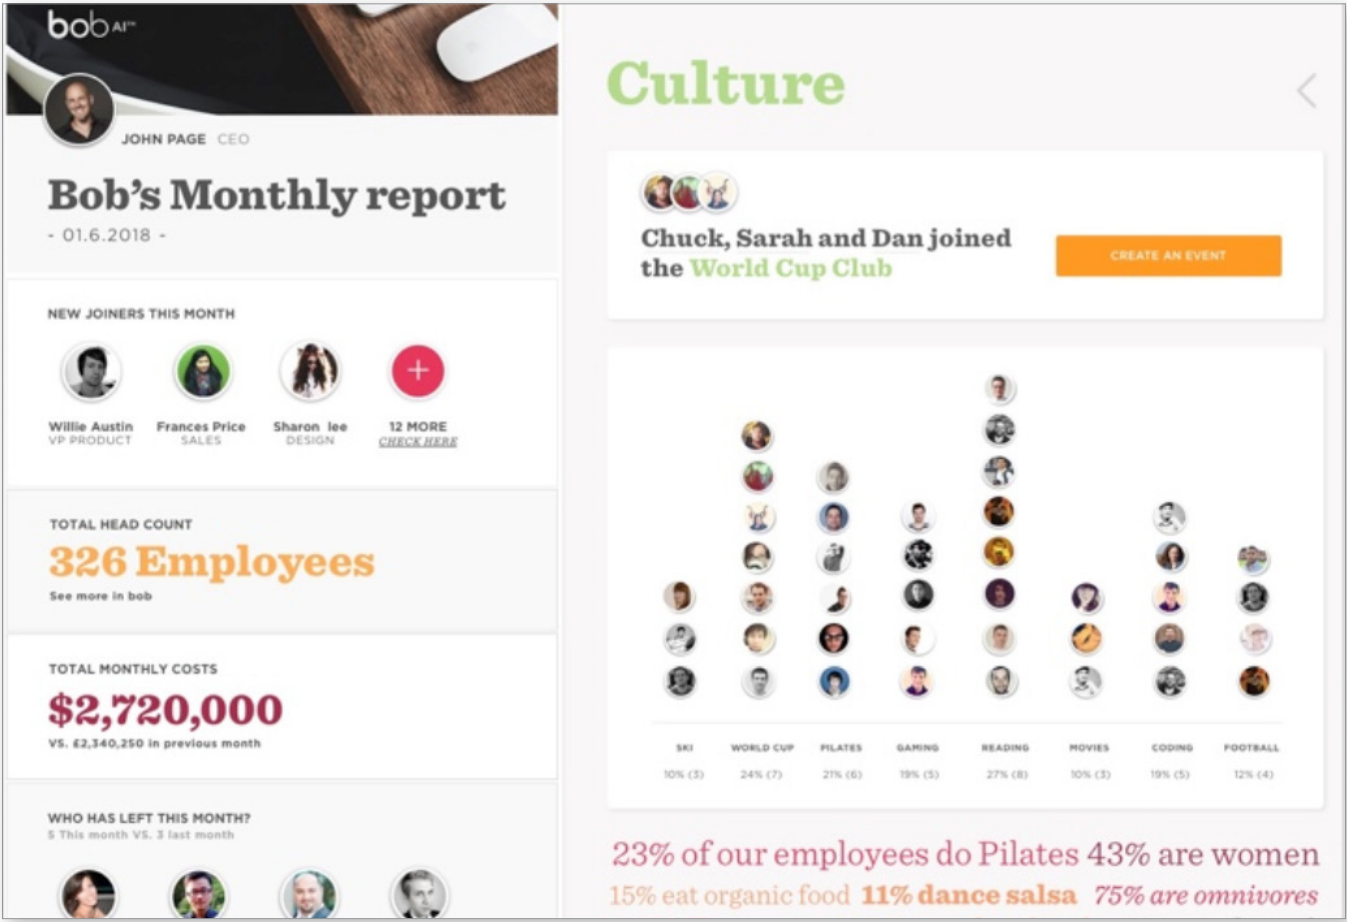 bob AI™
JOHN PAGE CEO
Bob's Monthly report
- 01.6.2018 -
NEW JOINERS THIS MONTH
Willie Austin
VP PRODUCT
Frances Price
SALES
Sharon lee
DESIGN
12 MORE
CHECK HERE
TOTAL HEAD COUNT
326 Employees
See more in bob
TOTAL MONTHLY COSTS
$2,720,000
VS. £2,340,250 in previous month
WHO HAS LEFT THIS MONTH?
5 This month VS. 3 last month
Culture
Chuck, Sarah and Dan joined
the World Cup Club
CREATE AN EVENT
SKI WORLD CUP PILATES GAMING READING MOVIES CODING FOOTBALL
10% (3) 24% (7) 21% (6) 19% (5) 27% (8) 10% (3) 19% (5) 12% (4)
23% of our employees do Pilates 43% are women
15% eat organic food 11% dance salsa 75% are omnivores